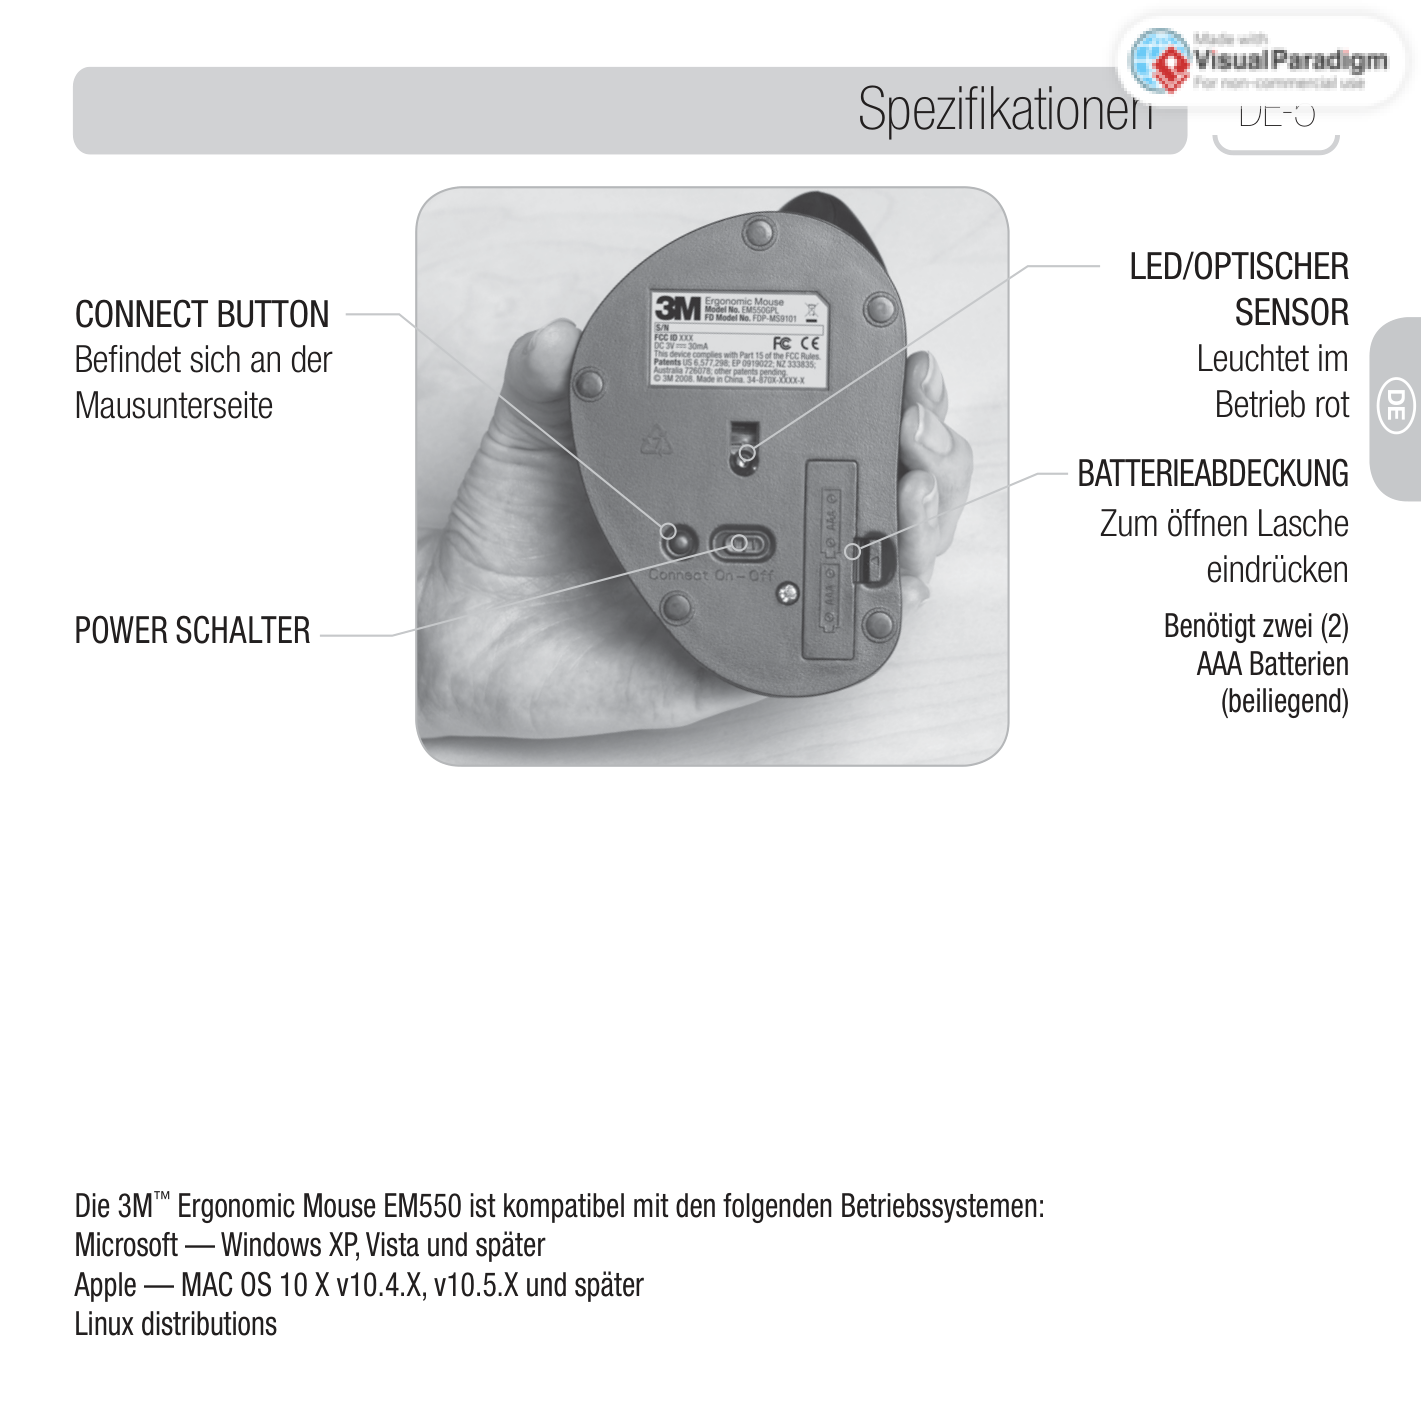 Made with
VisualParadigm
For non-commercial use
Spezifikationen
DE-5
CONNECT BUTTON
Befindet sich an der
Mausunterseite
POWER SCHALTER
3M Ergonomic Mouse
Model No. EM550GPL
FD Model No. FDP-MS9101
S/N
FCC ID XXX
DC 3V 30mA
FC CE
This device complies with Part 15 of the FCC Rules.
Patents US 6,577,298; EP 0919022; NZ 333835;
Australia 726078; other patents pending.
© 3M 2008. Made in China. 34-870X-XXXX-X
AAA
AAA
Connect On – Off
LED/OPTISCHER
SENSOR
Leuchtet im
Betrieb rot
BATTERIEABDECKUNG
Zum öffnen Lasche
eindrücken
Benötigt zwei (2)
AAA Batterien
(beiliegend)
DE
Die 3M™ Ergonomic Mouse EM550 ist kompatibel mit den folgenden Betriebssystemen:
Microsoft — Windows XP, Vista und später
Apple — MAC OS 10 X v10.4.X, v10.5.X und später
Linux distributions